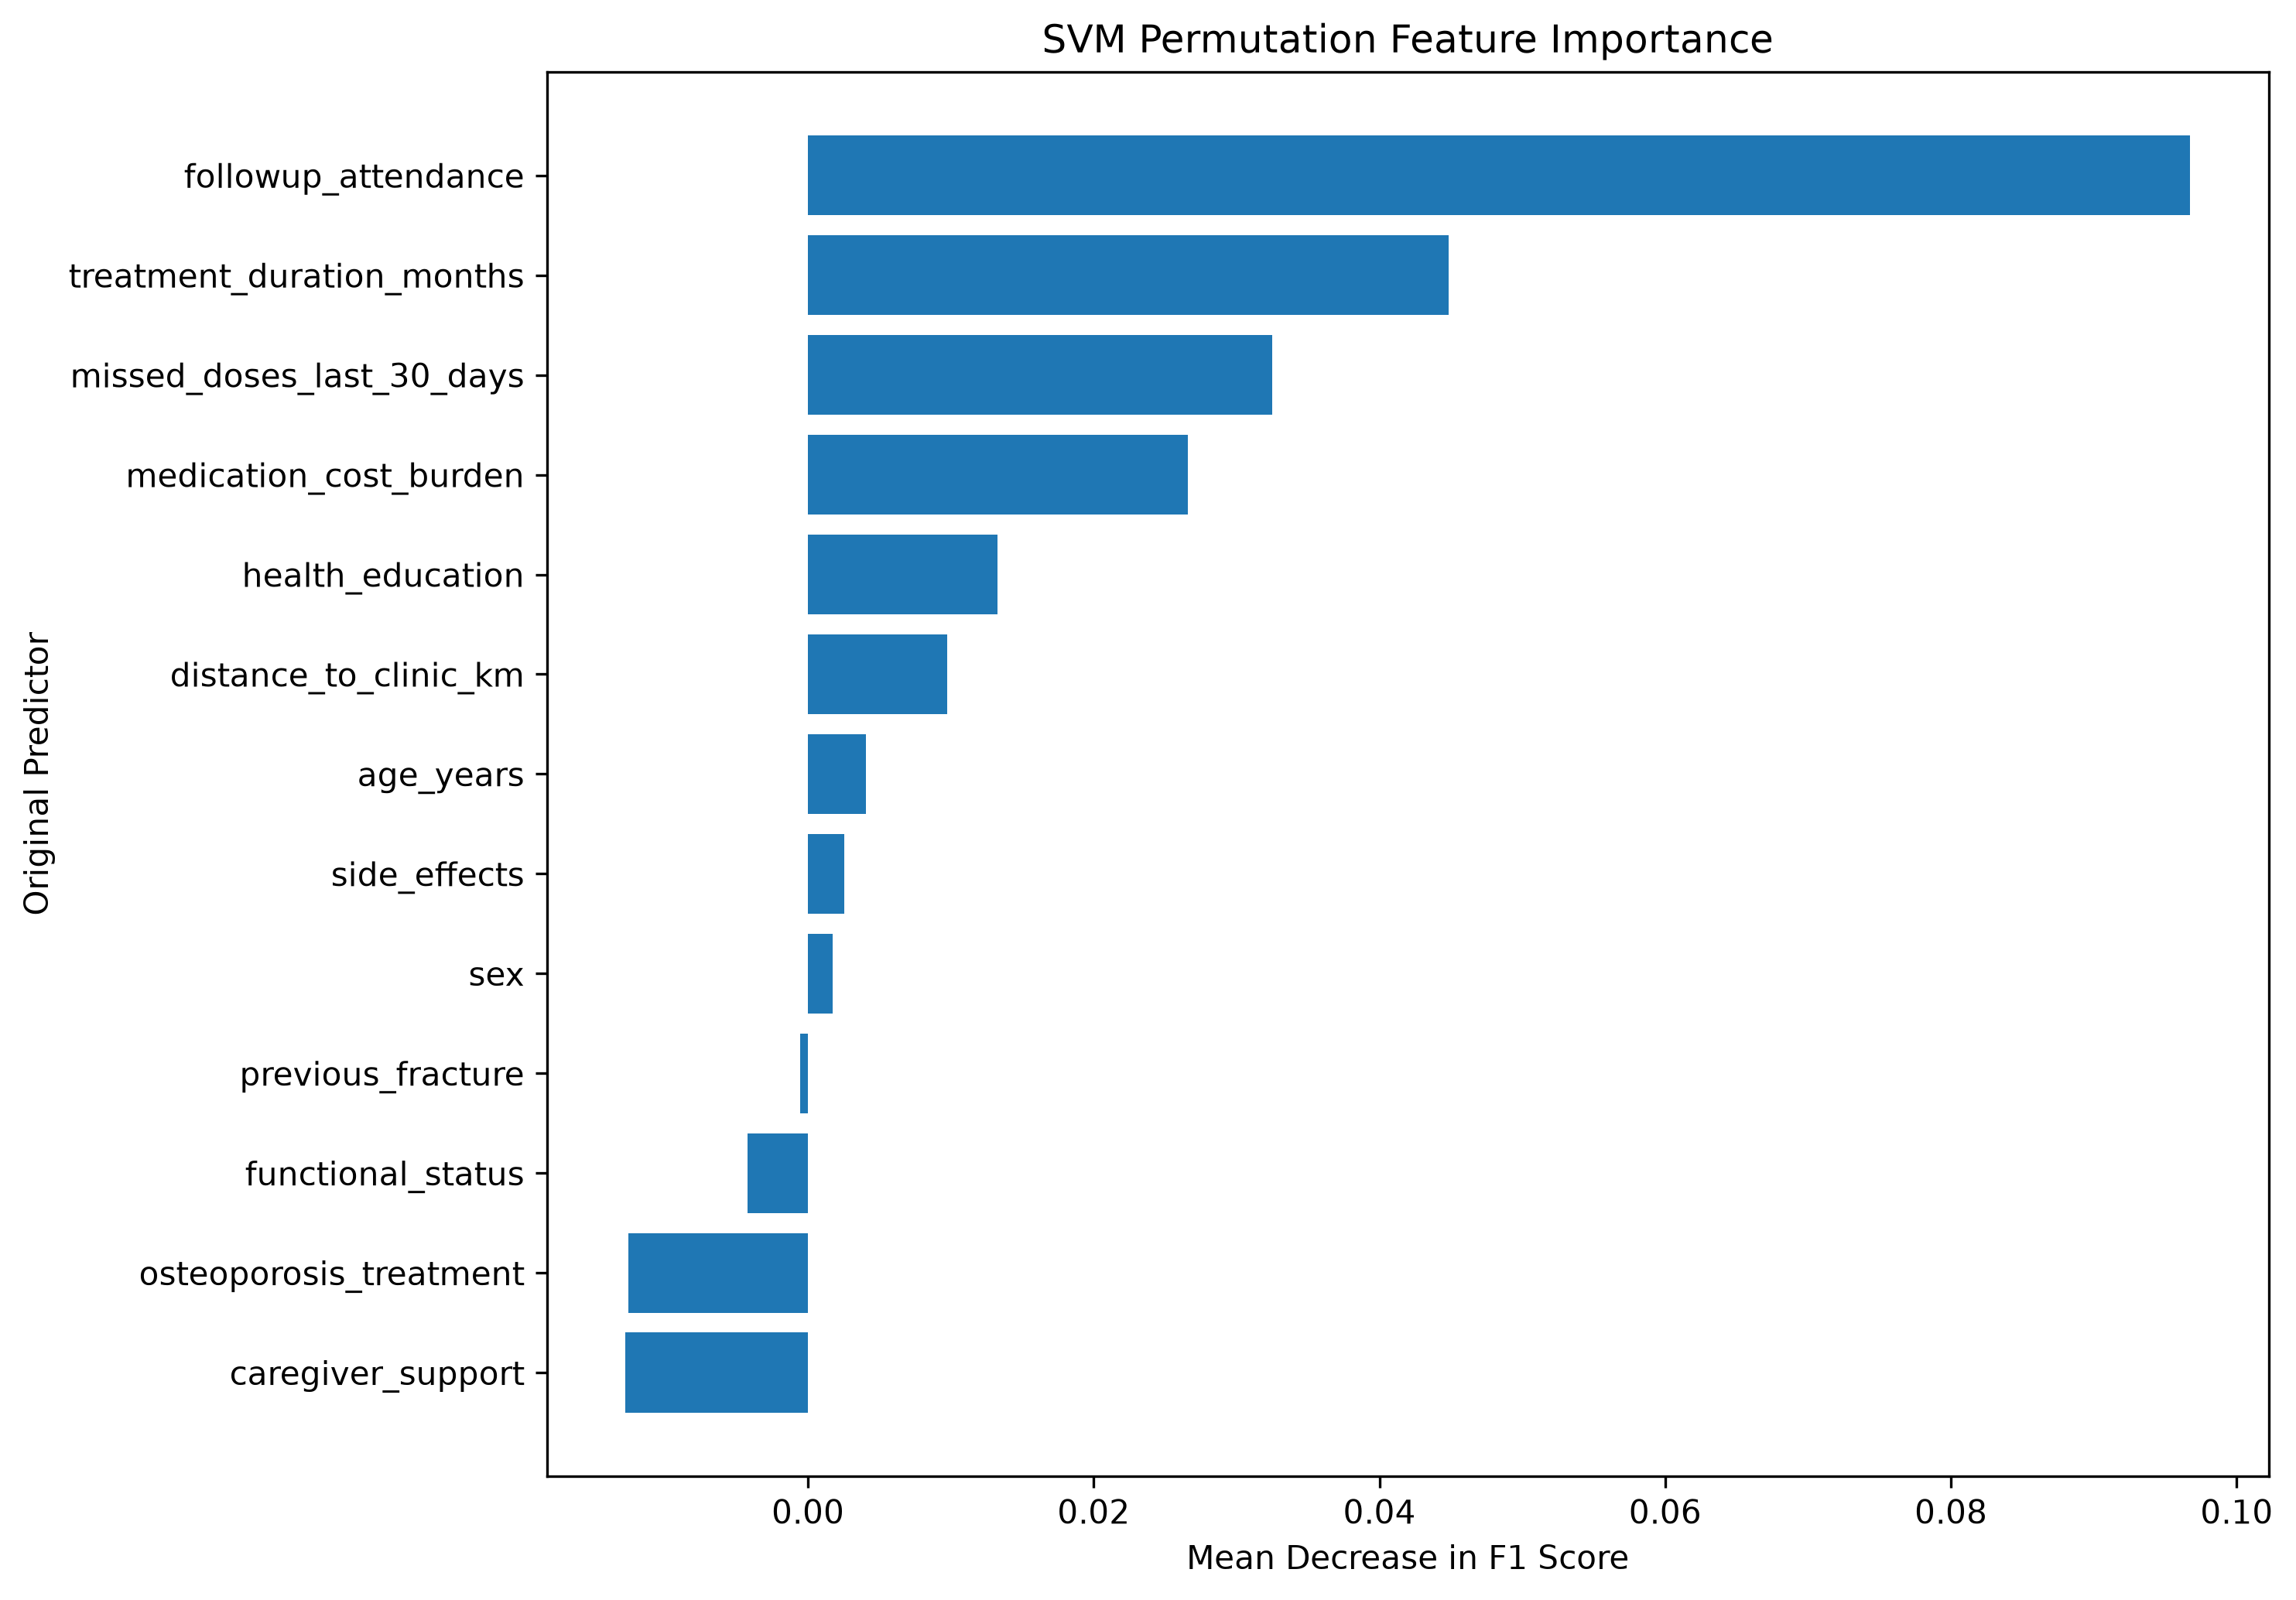 SVM Permutation Feature Importance
Original Predictor
followup_attendance
treatment_duration_months
missed_doses_last_30_days
medication_cost_burden
health_education
distance_to_clinic_km
age_years
side_effects
sex
previous_fracture
functional_status
osteoporosis_treatment
caregiver_support
0.00 0.02 0.04 0.06 0.08 0.10
Mean Decrease in F1 Score